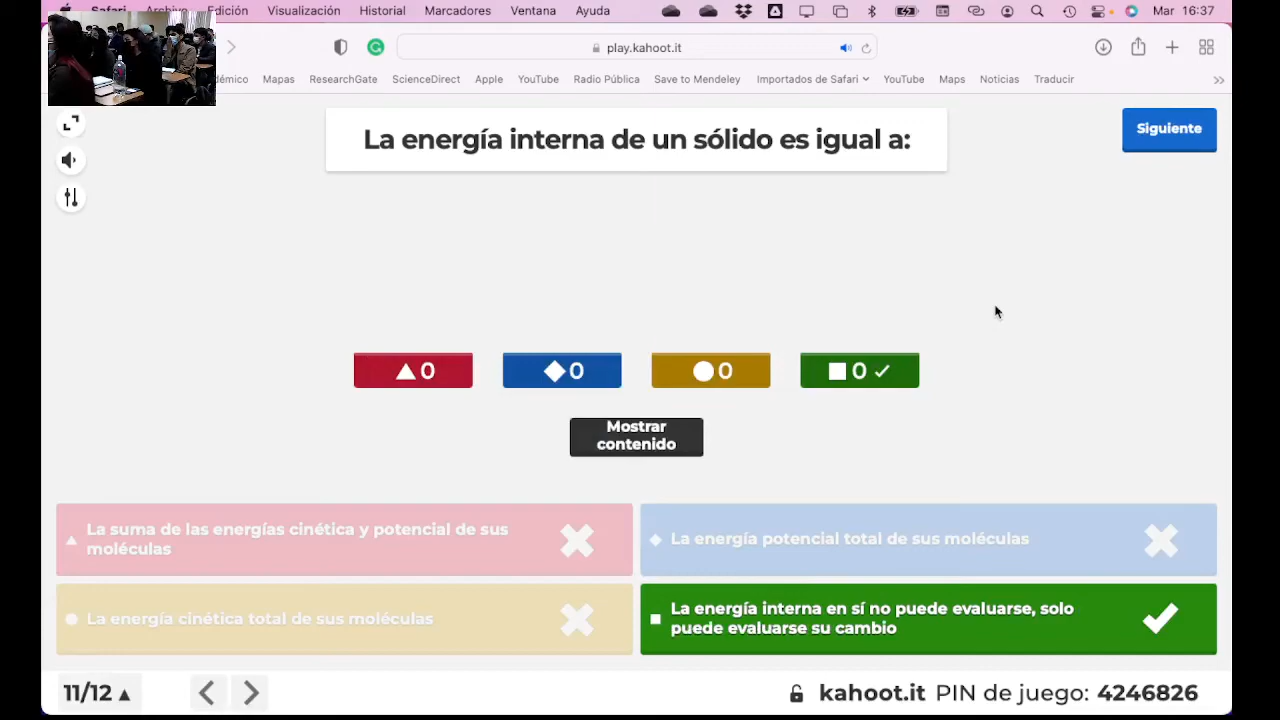 Safari Archivo Edición Visualización Historial Marcadores Ventana Ayuda Mar 16:37
play.kahoot.it
démico Mapas ResearchGate ScienceDirect Apple YouTube Radio Pública Save to Mendeley Importados de Safari YouTube Maps Noticias Traducir
La energía interna de un sólido es igual a:
Siguiente
0 0 0 0
Mostrar
contenido
La suma de las energías cinética y potencial de sus
moléculas
La energía potencial total de sus moléculas
La energía cinética total de sus moléculas
La energía interna en sí no puede evaluarse, solo
puede evaluarse su cambio
11/12
kahoot.it PIN de juego: 4246826